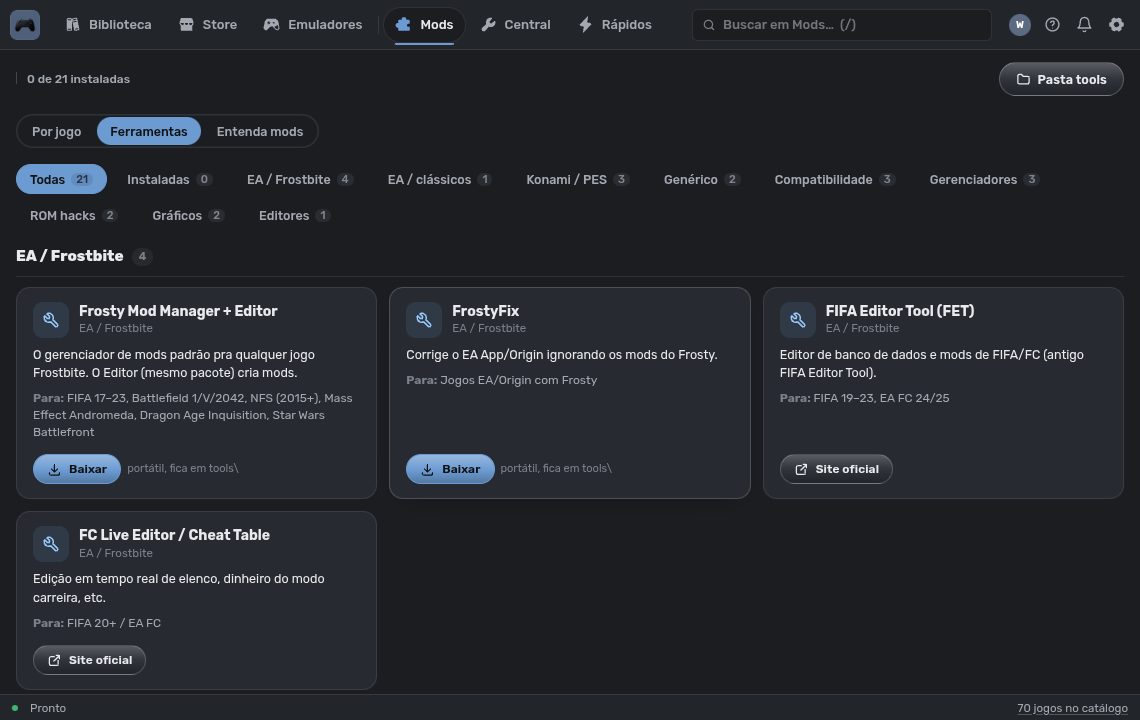 Biblioteca Store Emuladores Mods Central Rápidos Buscar em Mods... (/) W
0 de 21 instaladas Pasta tools
Por jogo Ferramentas Entenda mods
Todas 21 Instaladas 0 EA / Frostbite 4 EA / clássicos 1 Konami / PES 3 Genérico 2 Compatibilidade 3 Gerenciadores 3
ROM hacks 2 Gráficos 2 Editores 1
EA / Frostbite 4
Frosty Mod Manager + Editor
EA / Frostbite
O gerenciador de mods padrão pra qualquer jogo
Frostbite. O Editor (mesmo pacote) cria mods.
Para: FIFA 17–23, Battlefield 1/V/2042, NFS (2015+), Mass
Effect Andromeda, Dragon Age Inquisition, Star Wars
Battlefront
Baixar portátil, fica em tools\
FrostyFix
EA / Frostbite
Corrige o EA App/Origin ignorando os mods do Frosty.
Para: Jogos EA/Origin com Frosty
Baixar portátil, fica em tools\
FIFA Editor Tool (FET)
EA / Frostbite
Editor de banco de dados e mods de FIFA/FC (antigo
FIFA Editor Tool).
Para: FIFA 19–23, EA FC 24/25
Site oficial
FC Live Editor / Cheat Table
EA / Frostbite
Edição em tempo real de elenco, dinheiro do modo
carreira, etc.
Para: FIFA 20+ / EA FC
Site oficial
Pronto 70 jogos no catálogo